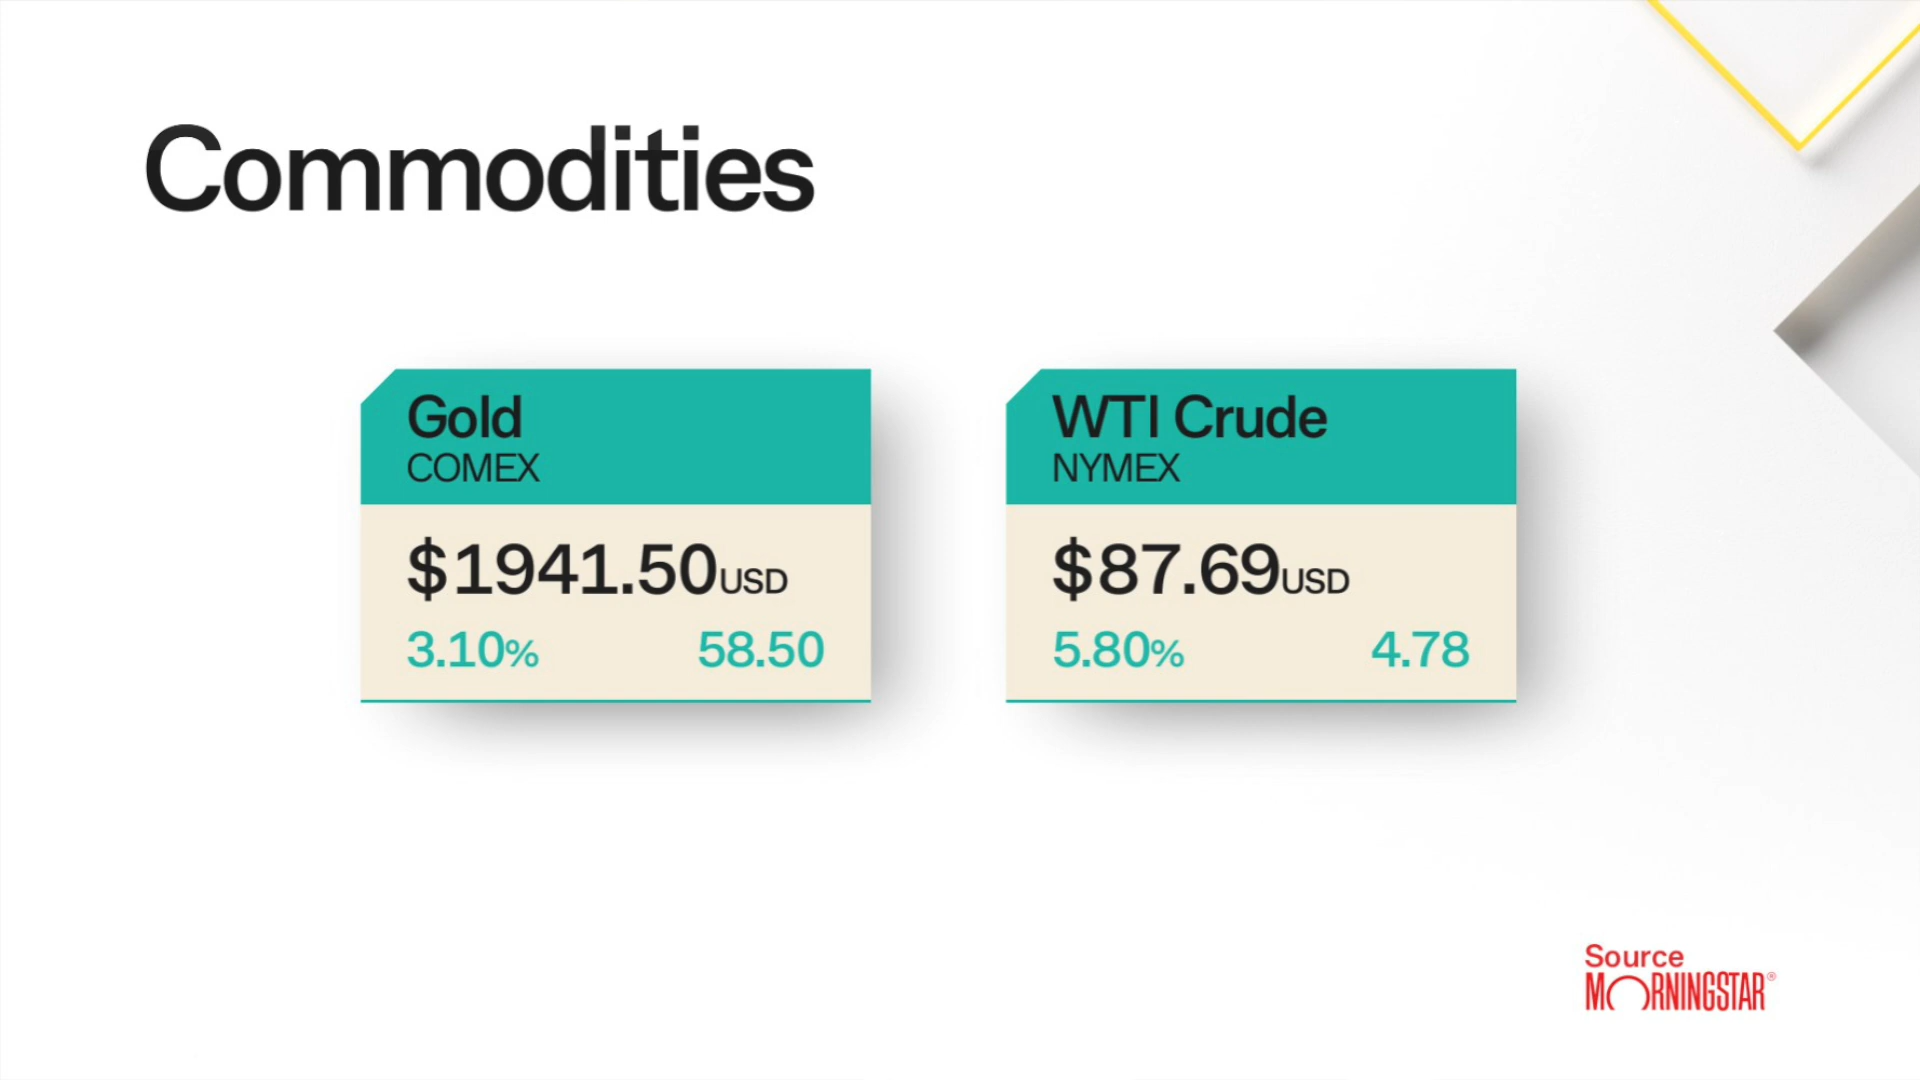 Commodities
Gold
COMEX
$1941.50USD
3.10% 58.50
WTI Crude
NYMEX
$87.69USD
5.80% 4.78
Source
MORNINGSTAR®